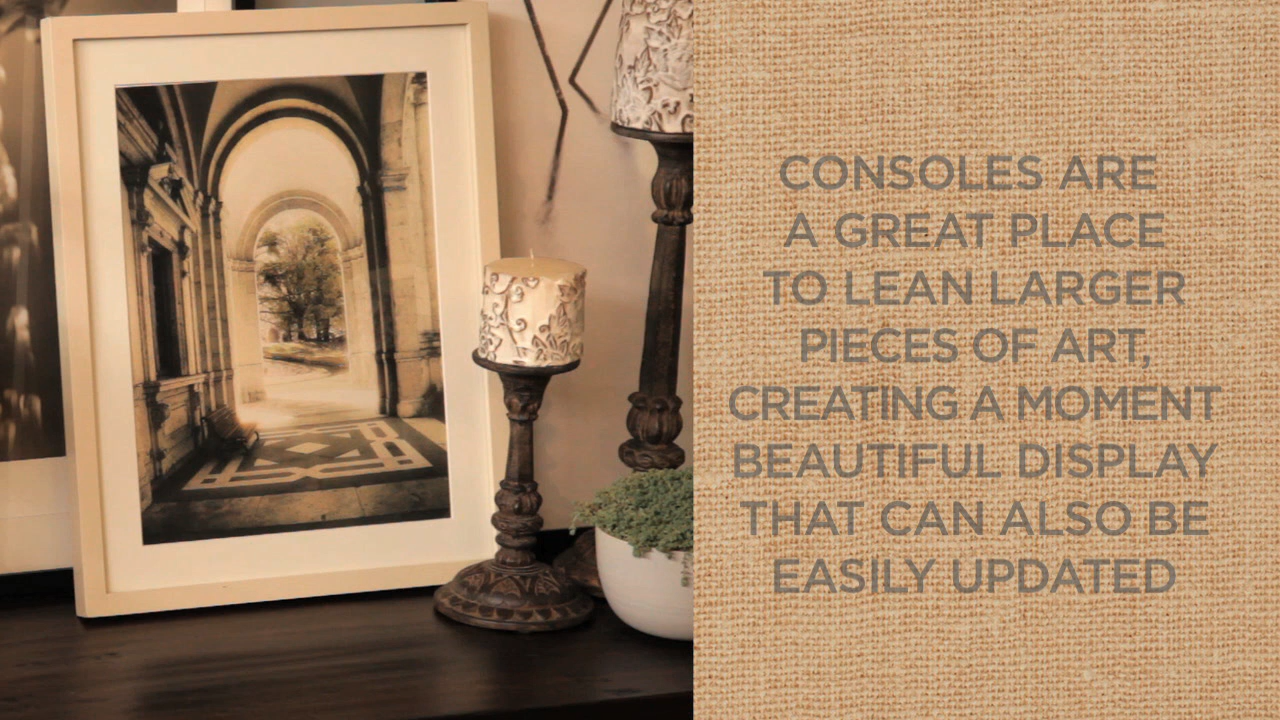 CONSOLES ARE
A GREAT PLACE
TO LEAN LARGER
PIECES OF ART,
CREATING A MOMENT
BEAUTIFUL DISPLAY
THAT CAN ALSO BE
EASILY UPDATED